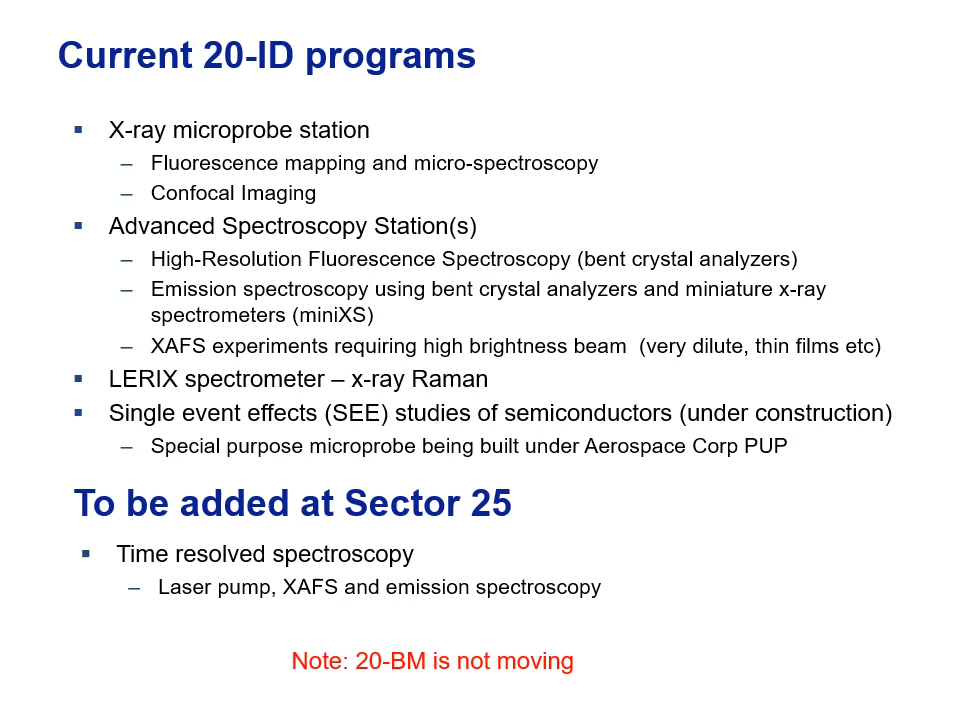 Current 20-ID programs
▪ X-ray microprobe station
– Fluorescence mapping and micro-spectroscopy
– Confocal Imaging
▪ Advanced Spectroscopy Station(s)
– High-Resolution Fluorescence Spectroscopy (bent crystal analyzers)
– Emission spectroscopy using bent crystal analyzers and miniature x-ray
spectrometers (miniXS)
– XAFS experiments requiring high brightness beam  (very dilute, thin films etc)
▪ LERIX spectrometer – x-ray Raman
▪ Single event effects (SEE) studies of semiconductors (under construction)
– Special purpose microprobe being built under Aerospace Corp PUP
To be added at Sector 25
▪ Time resolved spectroscopy
– Laser pump, XAFS and emission spectroscopy
Note: 20-BM is not moving